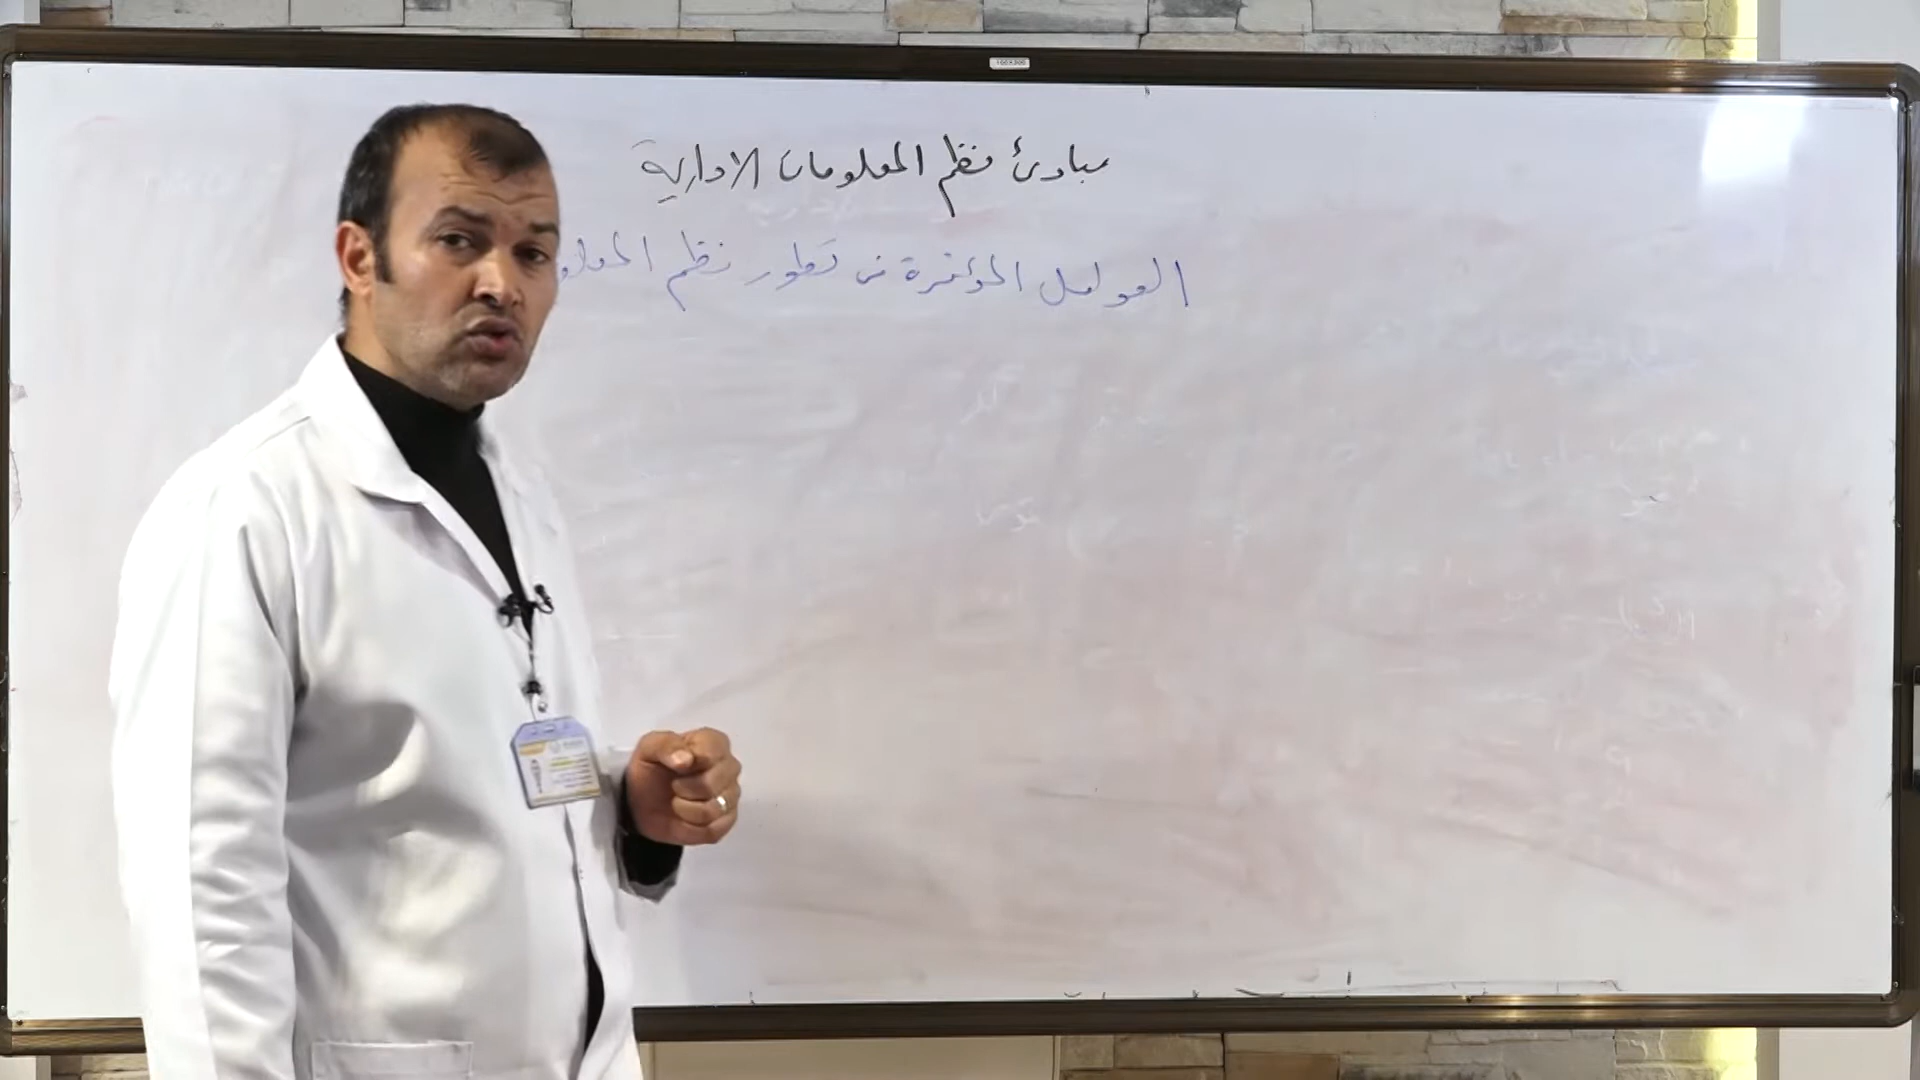 مبادئ نظم المعلومات الادارية
العوامل المؤثرة في تطور نظم